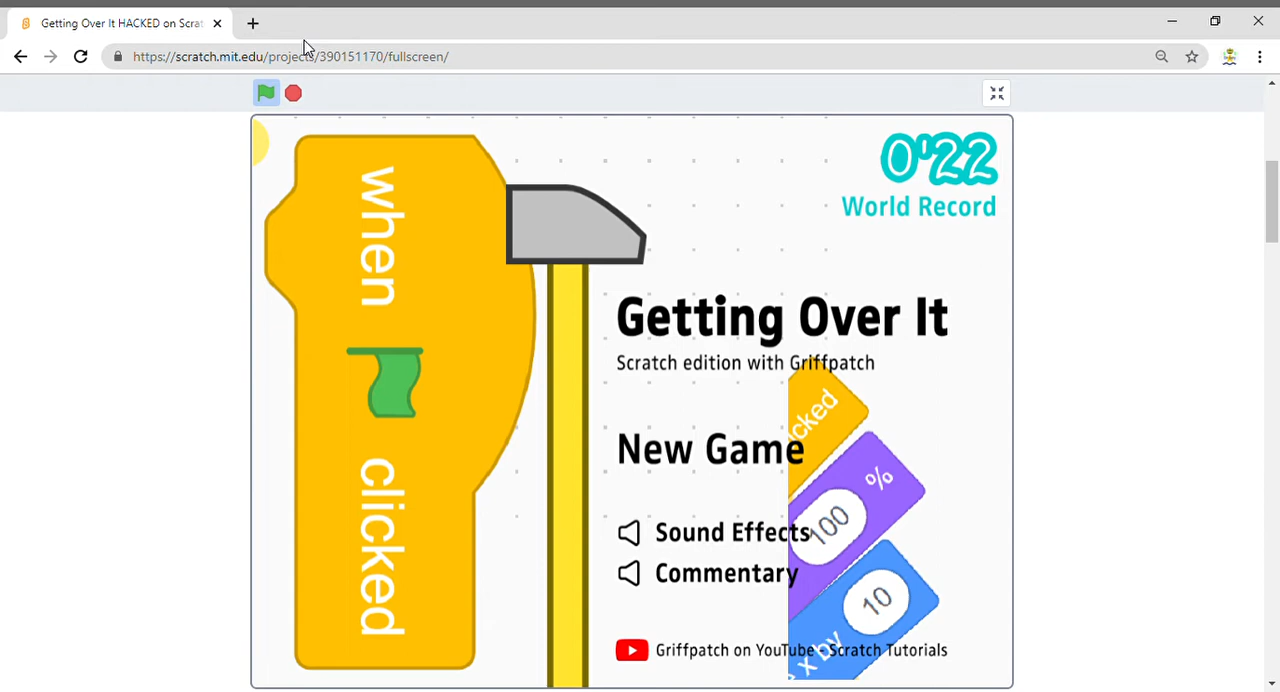 Getting Over It HACKED on Scrat
https://scratch.mit.edu/projects/390151170/fullscreen/
when clicked
0'22
World Record
Getting Over It
Scratch edition with Griffpatch
New Game
Sound Effects
Commentary
Griffpatch on YouTube - Scratch Tutorials
cked
100 %
x by 10